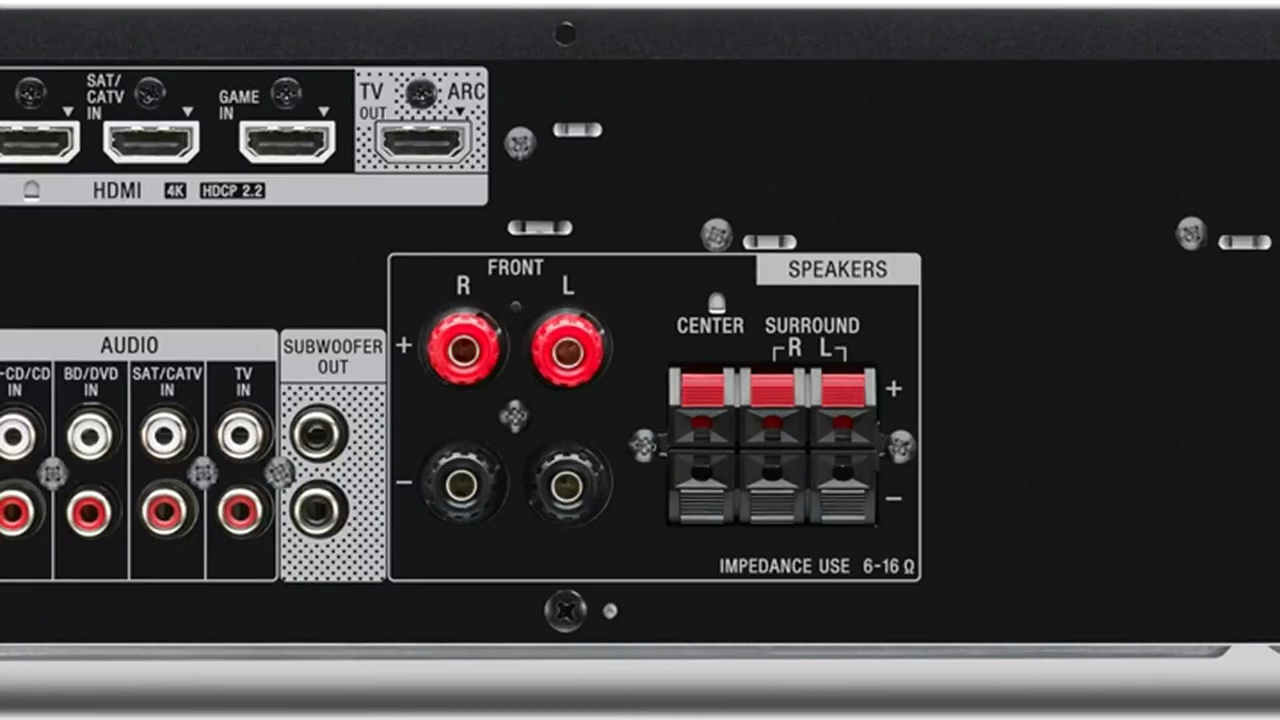 SAT/
CATV
IN
GAME
IN
TV
OUT
ARC
HDMI 4K HDCP 2.2
FRONT
R L
SPEAKERS
CENTER SURROUND
R L
+ +
- -
IMPEDANCE USE 6-16 Ω
AUDIO
-CD/CD
IN
BD/DVD
IN
SAT/CATV
IN
TV
IN
SUBWOOFER
OUT